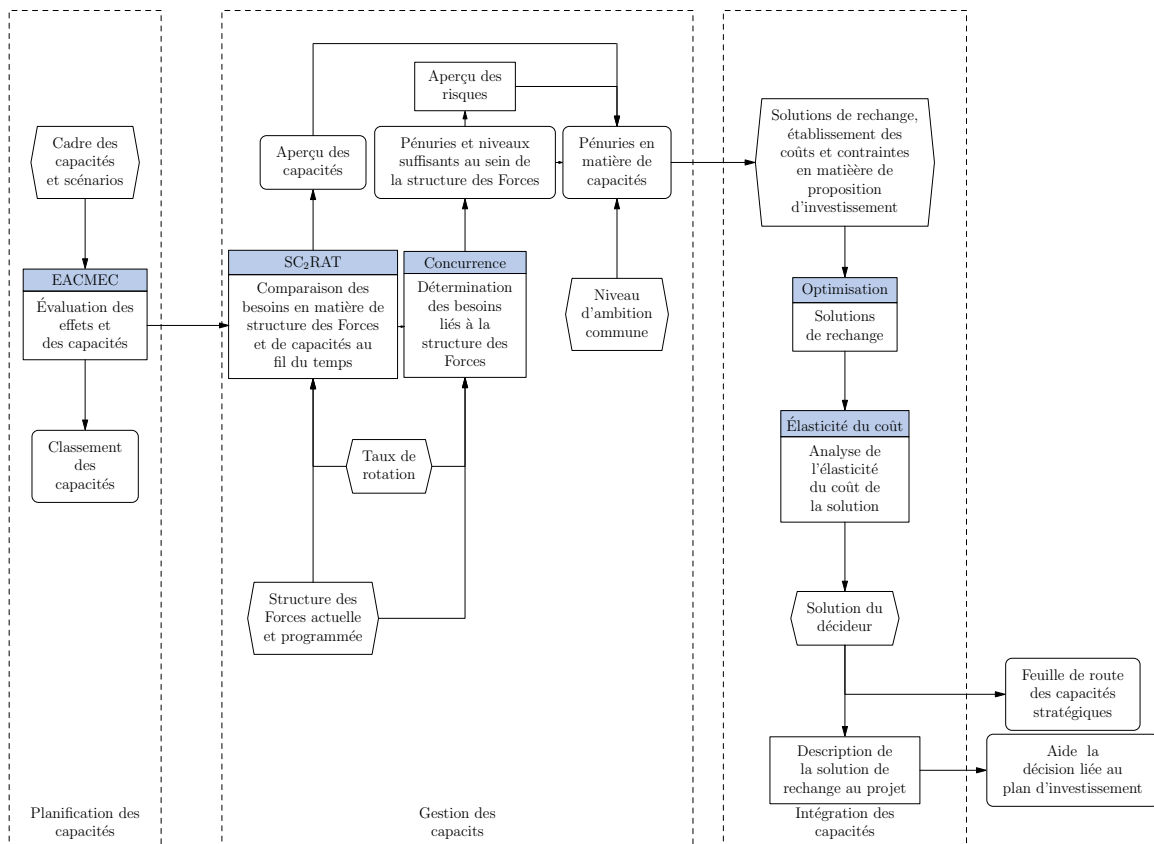 Cadre des
capacités
et scénarios
EACMEC
Évaluation des
effets et
des capacités
Classement
des
capacités
Planification des
capacités
Aperçu des
risques
Aperçu des
capacités
Pénuries et niveaux
suffisants au sein de
la structure des Forces
Pénuries en
matière de
capacités
SC₂RAT
Comparaison des
besoins en matière de
structure des Forces
et de capacités au
fil du temps
Concurrence
Détermination
des besoins
liés à la
structure des
Forces
Niveau
d'ambition
commune
Taux de
rotation
Structure des
Forces actuelle
et programmée
Gestion des
capacits
Solutions de rechange,
établissement des
coûts et contraintes
en matièère de
proposition
d'investissement
Optimisation
Solutions
de rechange
Élasticité du coût
Analyse de
l'élasticité
du coût de
la solution
Solution du
décideur
Description de
la solution de
rechange au projet
Intégration des
capacités
Feuille de route
des capacités
stratégiques
Aide la
décision liée au
plan d'investissement